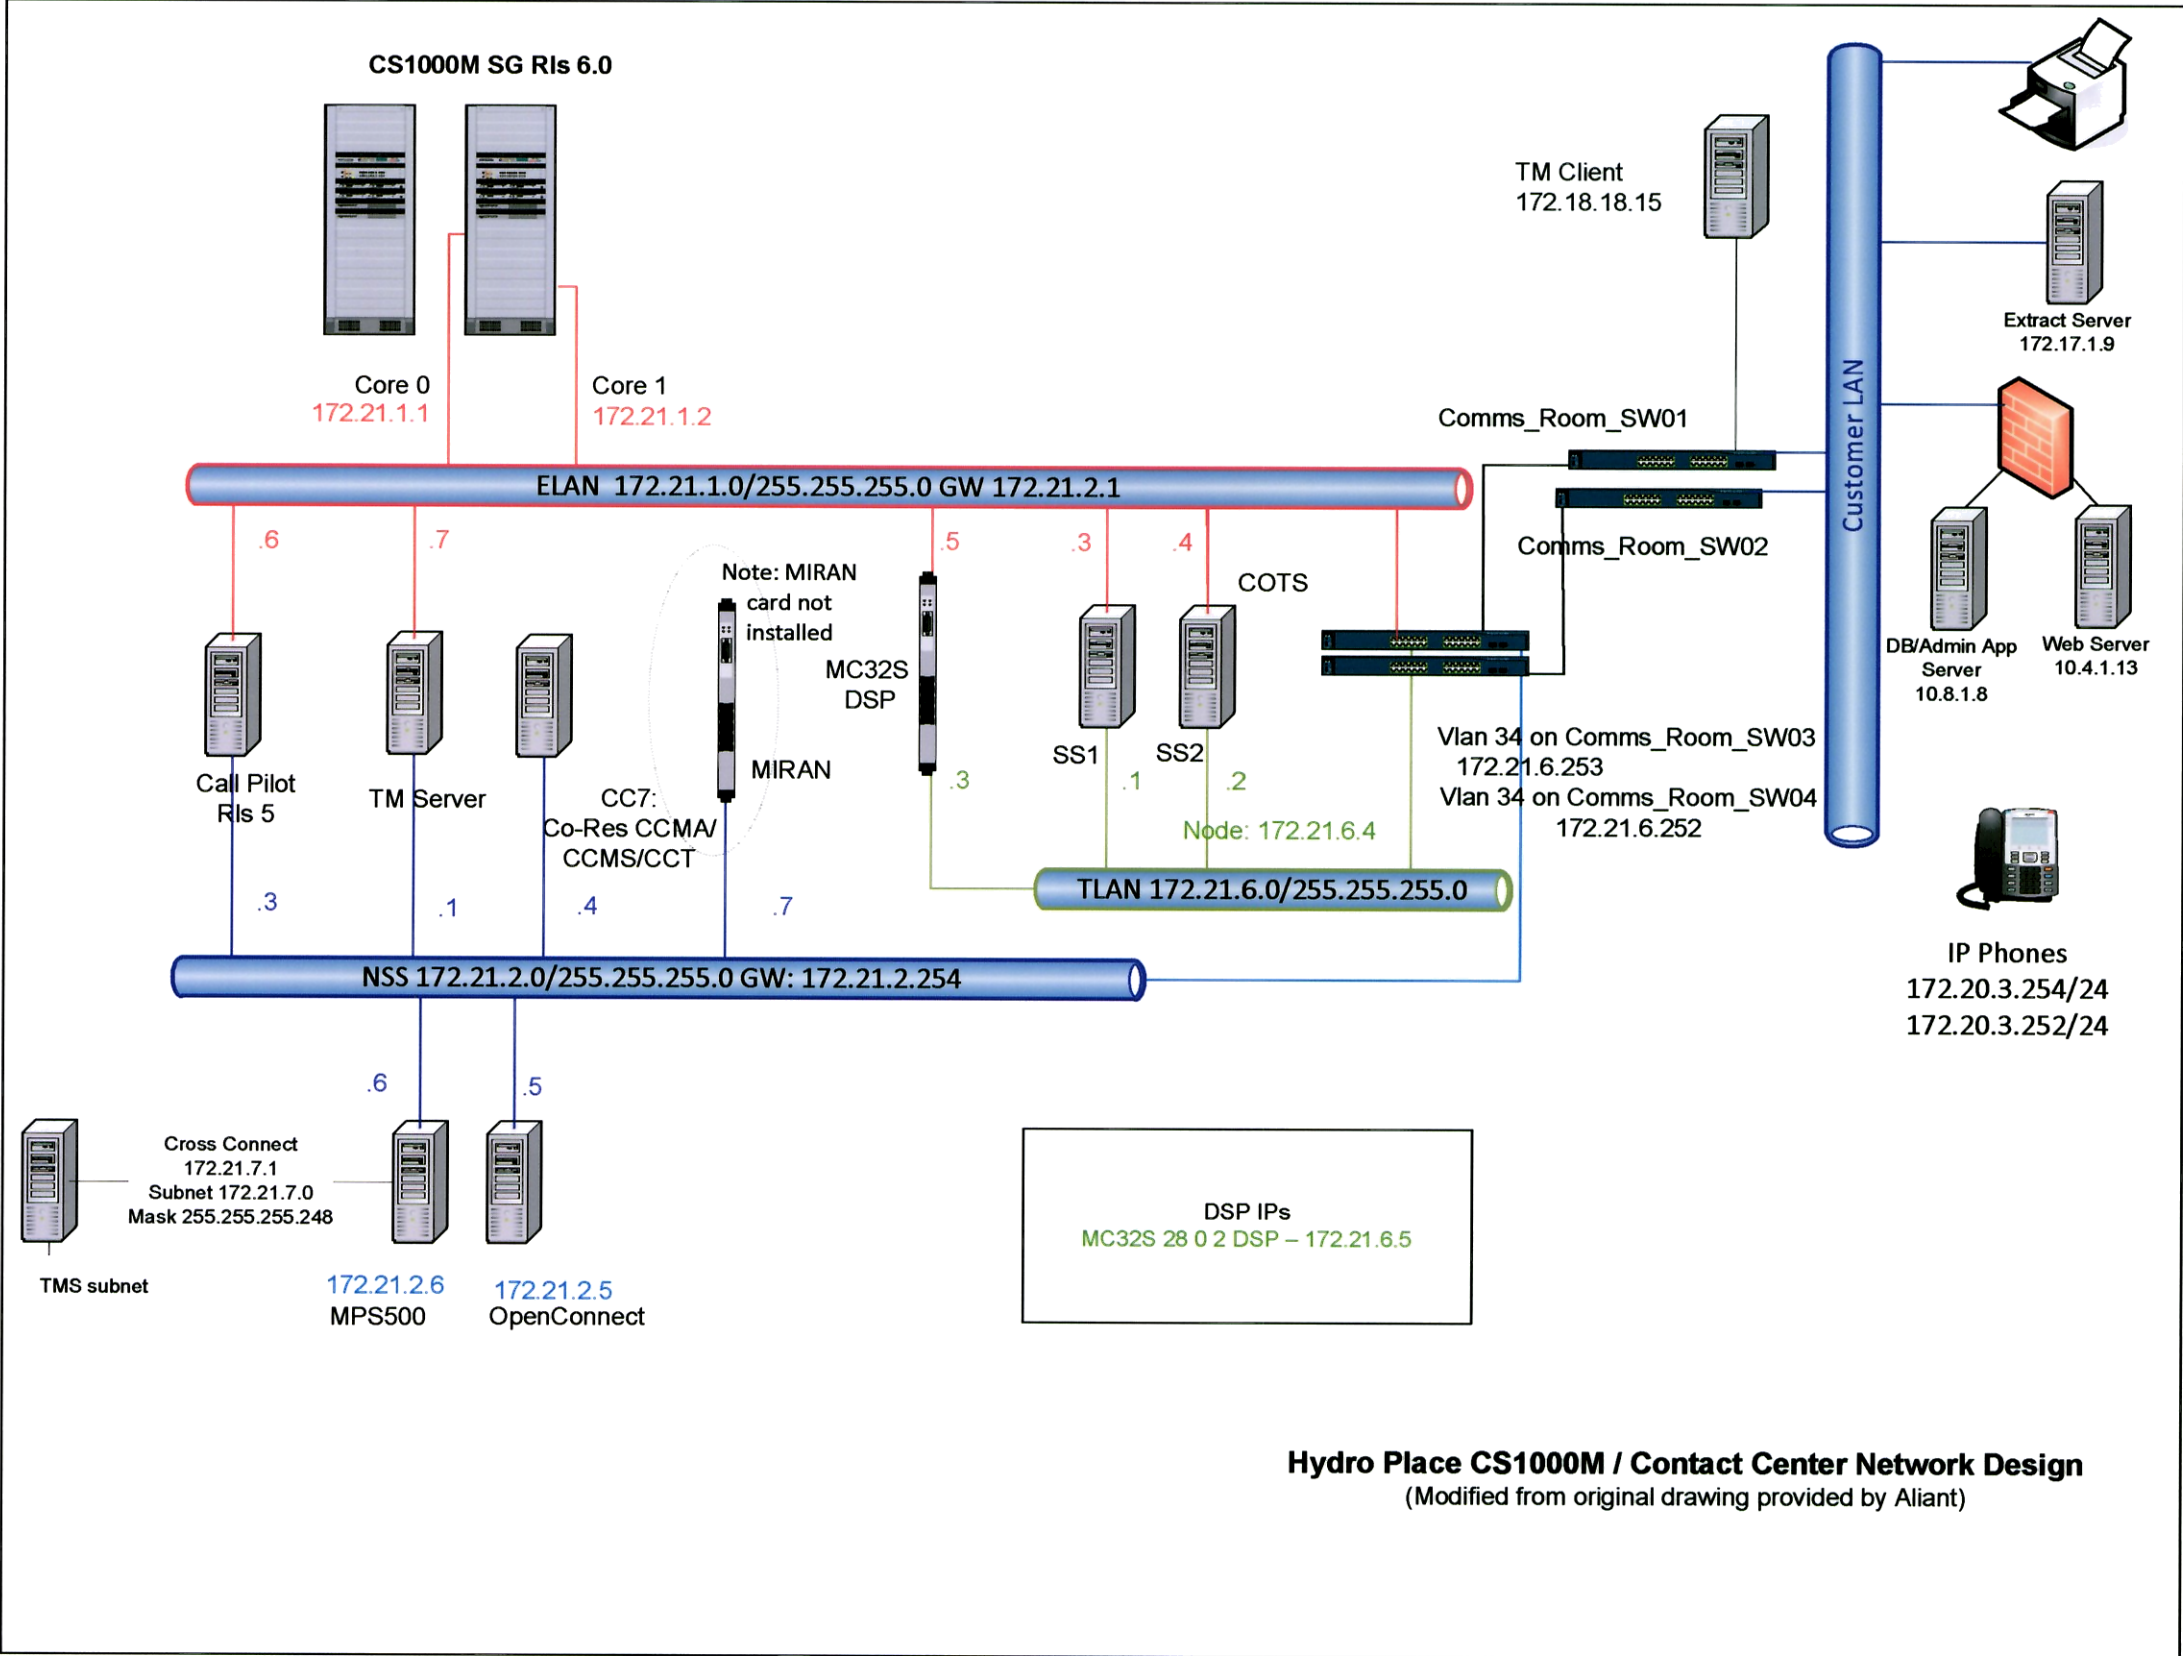 CS1000M SG Rls 6.0
TM Client
172.18.18.15
Extract Server
172.17.1.9
Core 0
172.21.1.1
Core 1
172.21.1.2
Comms_Room_SW01
Customer LAN
ELAN 172.21.1.0/255.255.255.0 GW 172.21.2.1
Comms_Room_SW02
.6
.7
.5
.3
.4
Note: MIRAN
card not
installed
COTS
MC32S
DSP
DB/Admin App
Server
10.8.1.8
Web Server
10.4.1.13
Call Pilot
Rls 5
TM Server
CC7:
Co-Res CCMA/
CCMS/CCT
MIRAN
SS1
SS2
.3
.1
.2
Vlan 34 on Comms_Room_SW03
172.21.6.253
Vlan 34 on Comms_Room_SW04
172.21.6.252
Node: 172.21.6.4
TLAN 172.21.6.0/255.255.255.0
.3
.1
.4
.7
NSS 172.21.2.0/255.255.255.0 GW: 172.21.2.254
IP Phones
172.20.3.254/24
172.20.3.252/24
.6
.5
Cross Connect
172.21.7.1
Subnet 172.21.7.0
Mask 255.255.255.248
TMS subnet
172.21.2.6
MPS500
172.21.2.5
OpenConnect
DSP IPs
MC32S 28 0 2 DSP – 172.21.6.5
Hydro Place CS1000M / Contact Center Network Design
(Modified from original drawing provided by Aliant)